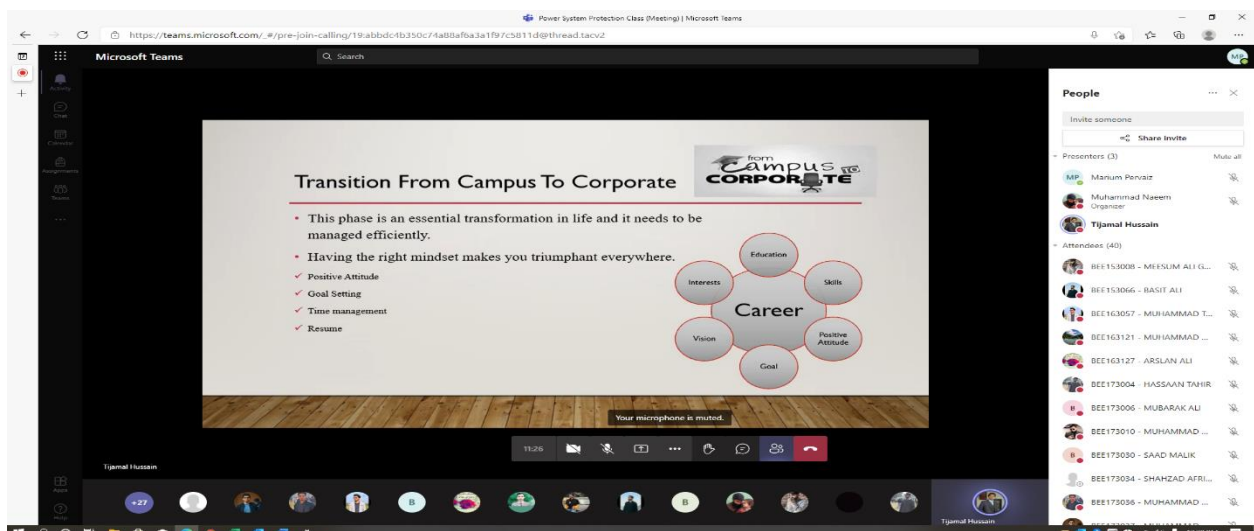 Power System Protection Class (Meeting) | Microsoft Teams
https://teams.microsoft.com/_#/pre-join-calling/19:abbdc4b350c74a88af6a3a1f97c5811d@thread.tacv2
Microsoft Teams
Search
MP
Activity
Chat
Calendar
Assignments
Teams
Apps
Help
Transition From Campus To Corporate
from
Campus TO
CORPORATE
• This phase is an essential transformation in life and it needs to be
managed efficiently.
• Having the right mindset makes you triumphant everywhere.
✓ Positive Attitude
✓ Goal Setting
✓ Time management
✓ Resume
Education
Interests
Skills
Career
Vision
Positive
Attitude
Goal
Your microphone is muted.
11:26
Tijamal Hussain
+27
B
B
Tijamal Hussain
People
Invite someone
Share Invite
Presenters (3)
Mute all
MP Marium Pervaiz
Muhammad Naeem
Organizer
Tijamal Hussain
Attendees (40)
BEE153008 - MEESUM ALI G...
BEE153066 - BASIT ALI
BEE163057 - MUHAMMAD T...
BEE163121 - MUHAMMAD ...
BEE163127 - ARSLAN ALI
BEE173004 - HASSAAN TAHIR
B BEE173006 - MUBARAK ALI
BEE173010 - MUHAMMAD ...
B BEE173030 - SAAD MALIK
BEE173034 - SHAHZAD AFRI...
BEE173036 - MUHAMMAD ...